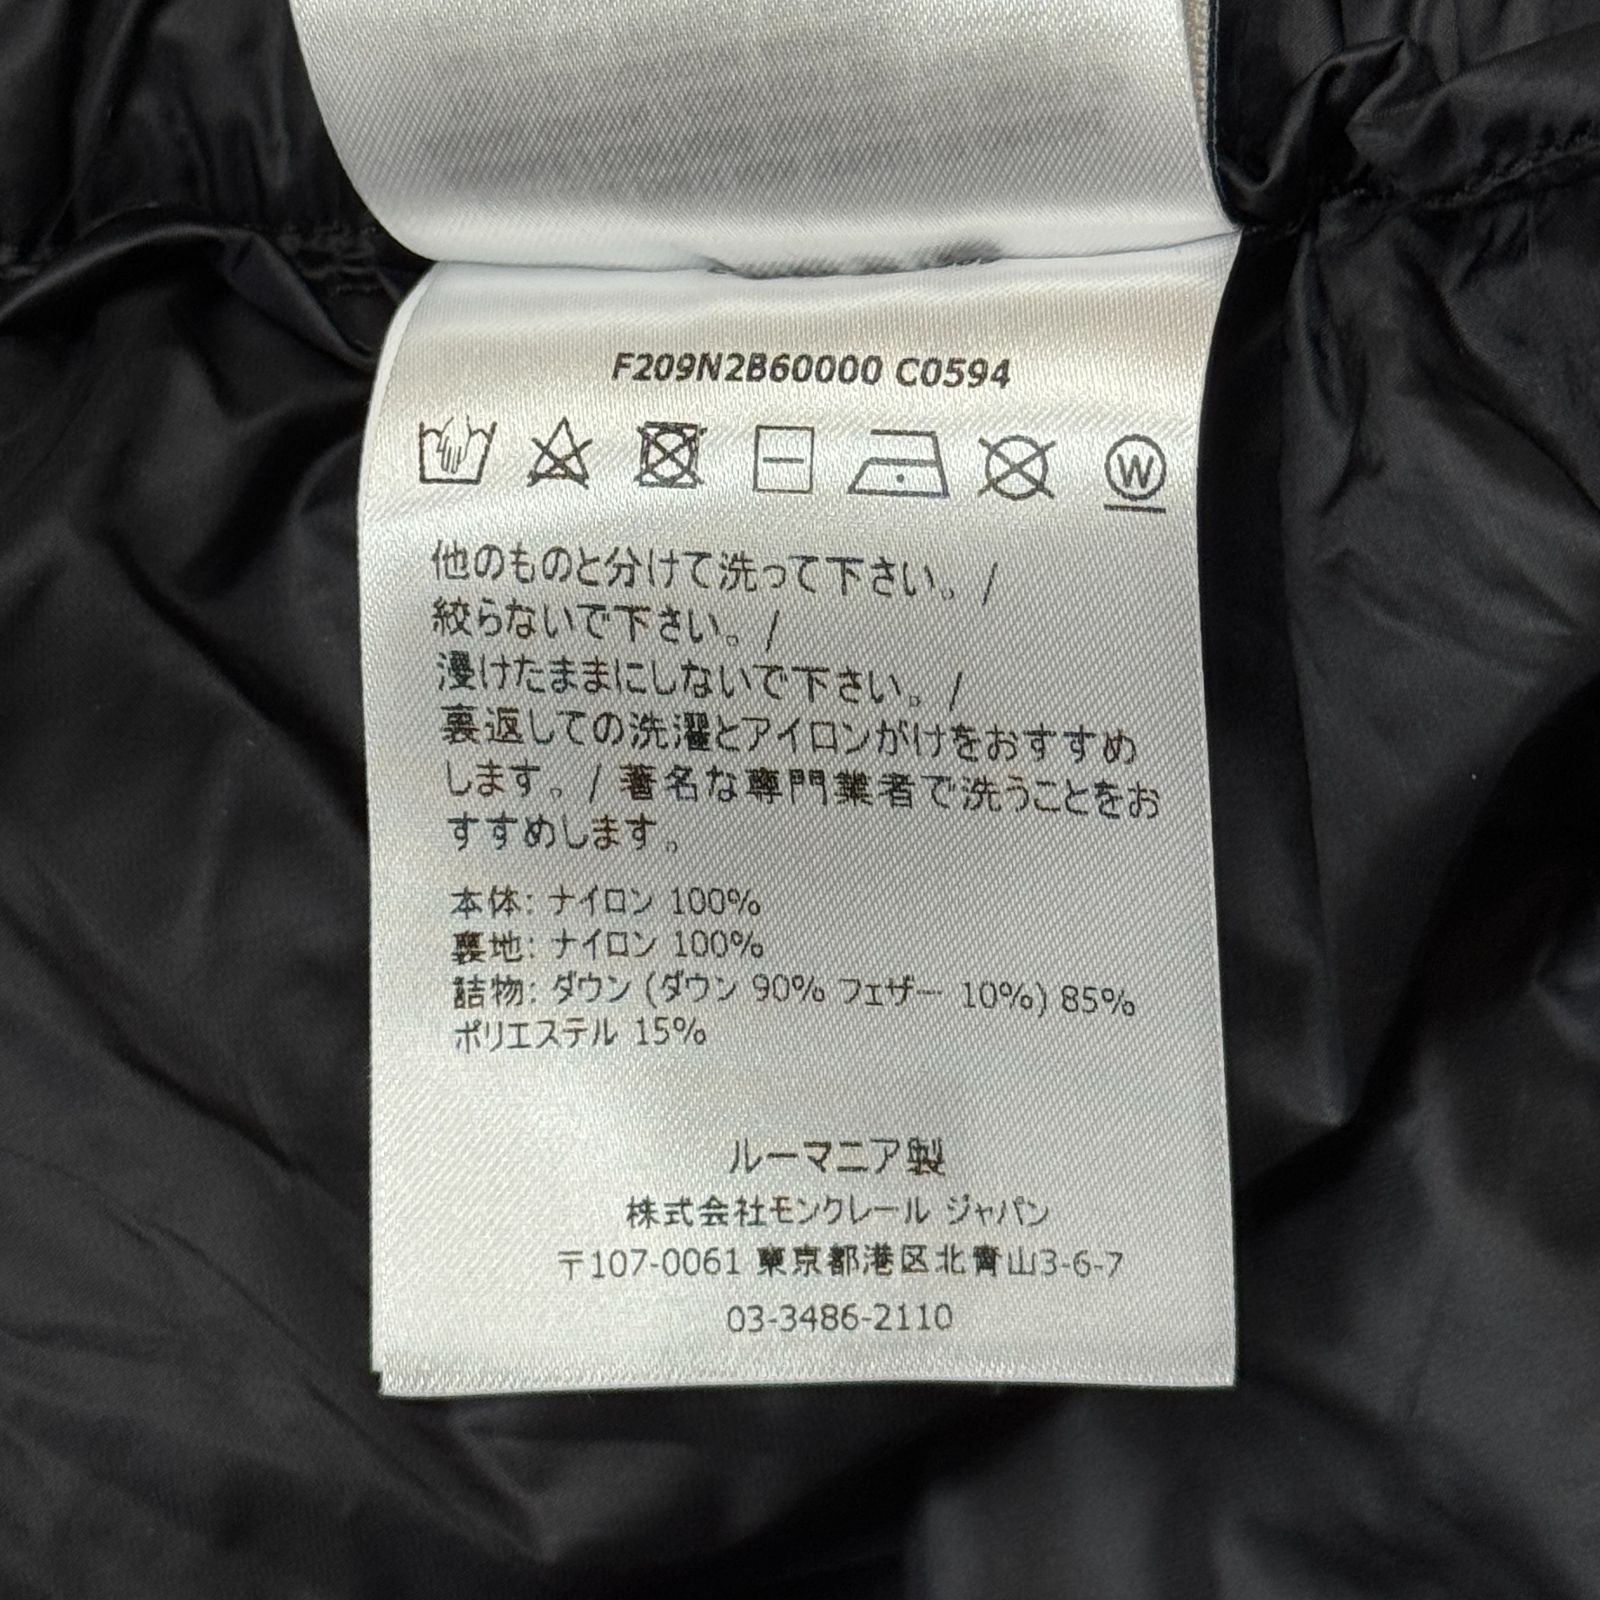 F209N2B60000 C0594
W
他のものと分けて洗って下さい。/
絞らないで下さい。/
浸けたままにしないで下さい。/
裏返しての洗濯とアイロンがけをおすすめ
します。/ 著名な専門業者で洗うことをお
すすめします。
本体: ナイロン 100%
裏地: ナイロン 100%
詰物: ダウン (ダウン 90% フェザー 10%) 85%
ポリエステル 15%
ルーマニア製
株式会社モンクレール ジャパン
〒107-0061 東京都港区北青山3-6-7
03-3486-2110